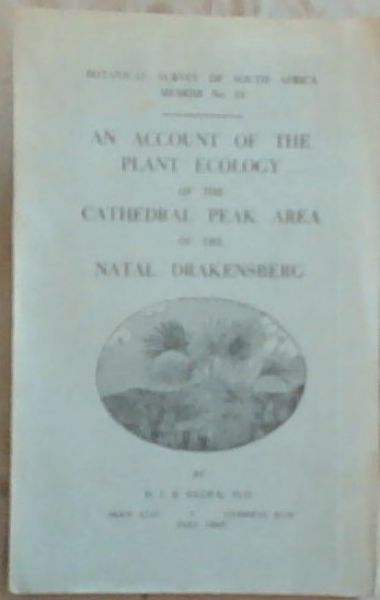 BOTANICAL SURVEY OF SOUTH AFRICA
MEMOIR No.
AN ACCOUNT OF THE
PLANT ECOLOGY
OF THE
CATHEDRAL PEAK AREA
OF THE
NATAL DRAKENSBERG
BY